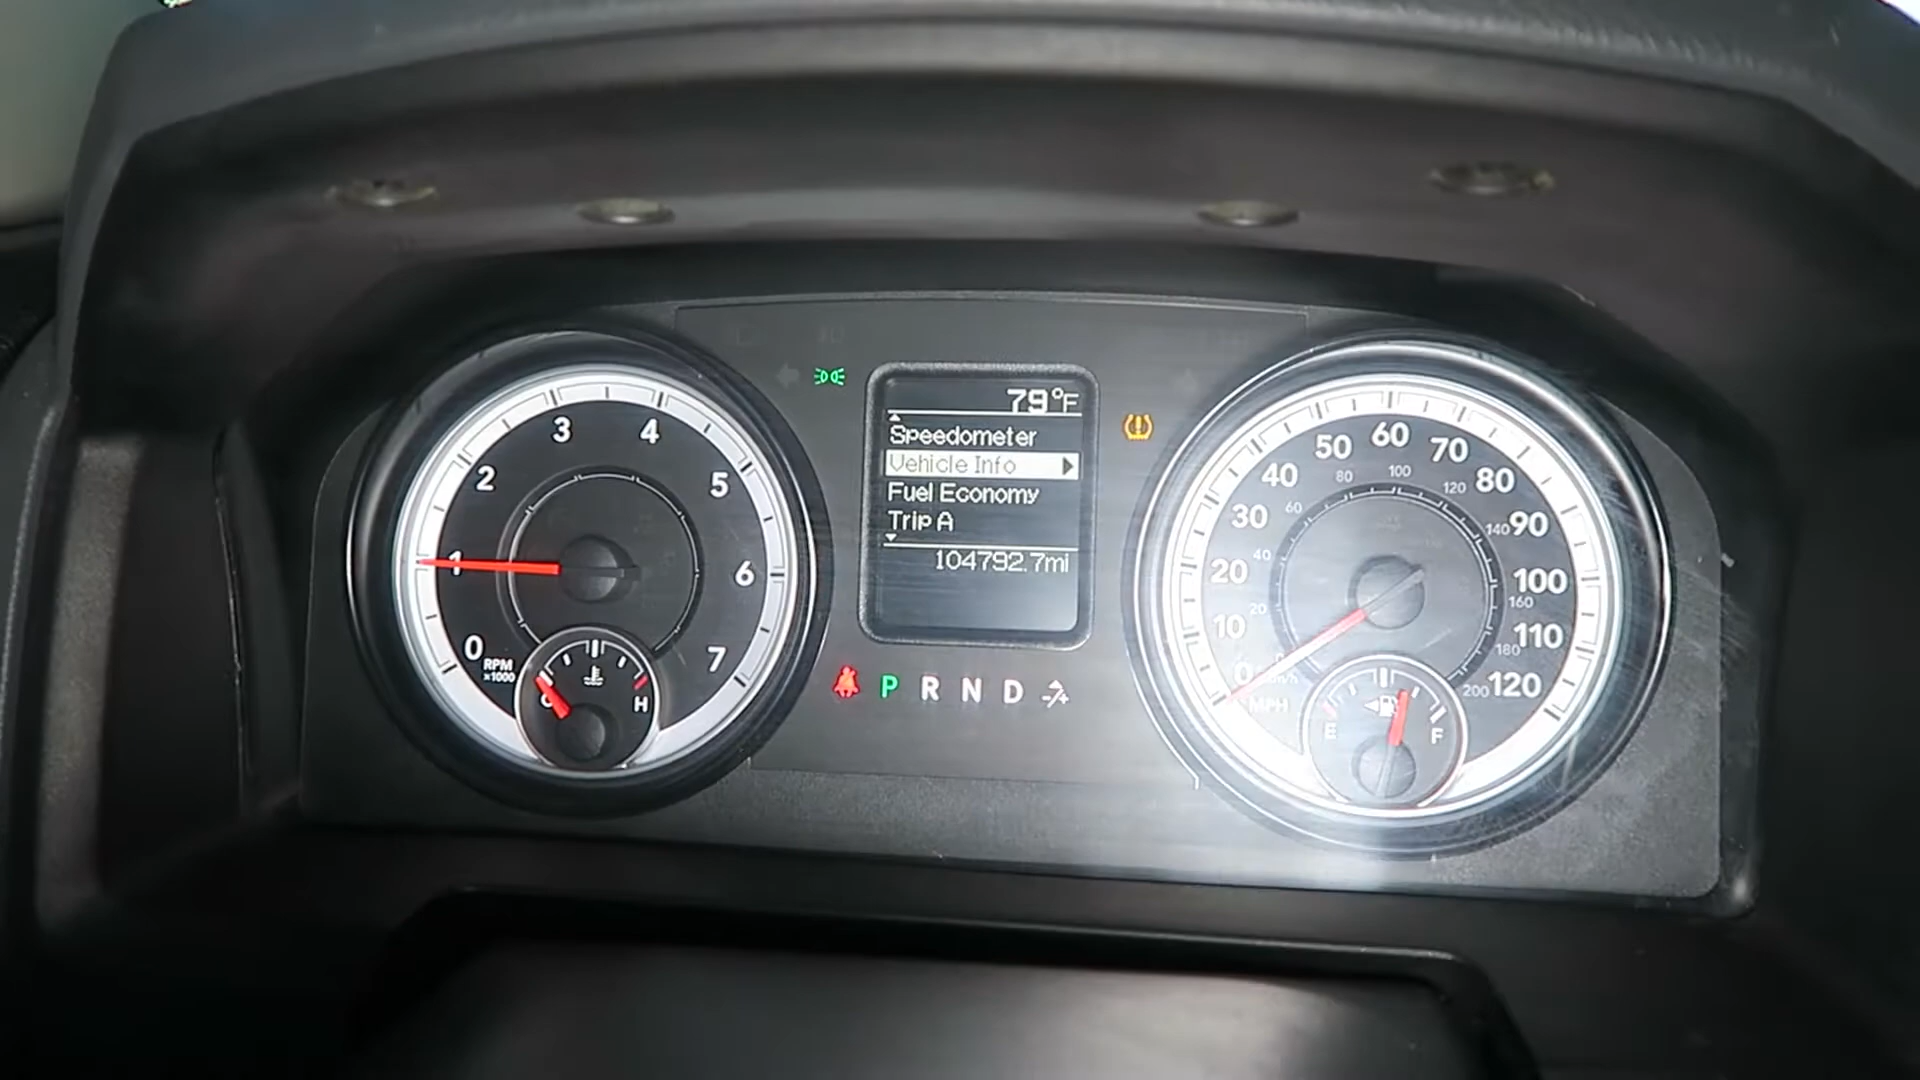 0
1
2
3
4
5
6
7
RPM
×1000
C
H
79°F
Speedometer
Vehicle Info
Fuel Economy
Trip A
104792.7mi
P R N D -/+
0
10
20
30
40
50
60
70
80
90
100
110
120
MPH
20
40
60
80
100
120
140
160
180
200
E
F